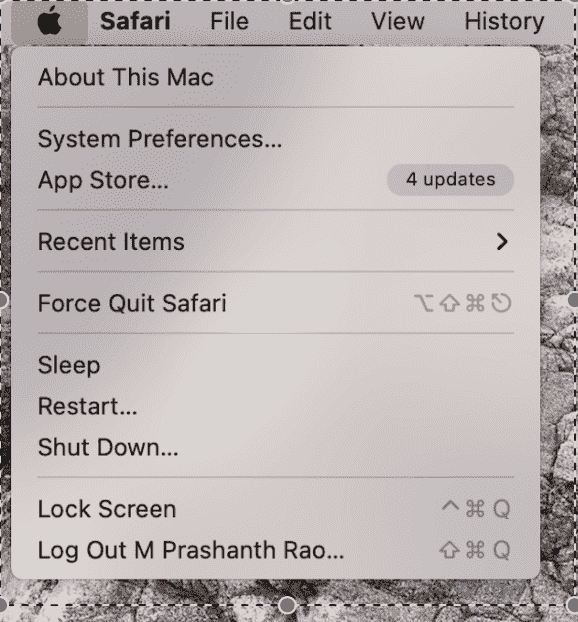 Safari File Edit View History
About This Mac
System Preferences...
App Store... 4 updates
Recent Items
Force Quit Safari ⌥⇧⌘⎋
Sleep
Restart...
Shut Down...
Lock Screen ^⌘Q
Log Out M Prashanth Rao... ⇧⌘Q